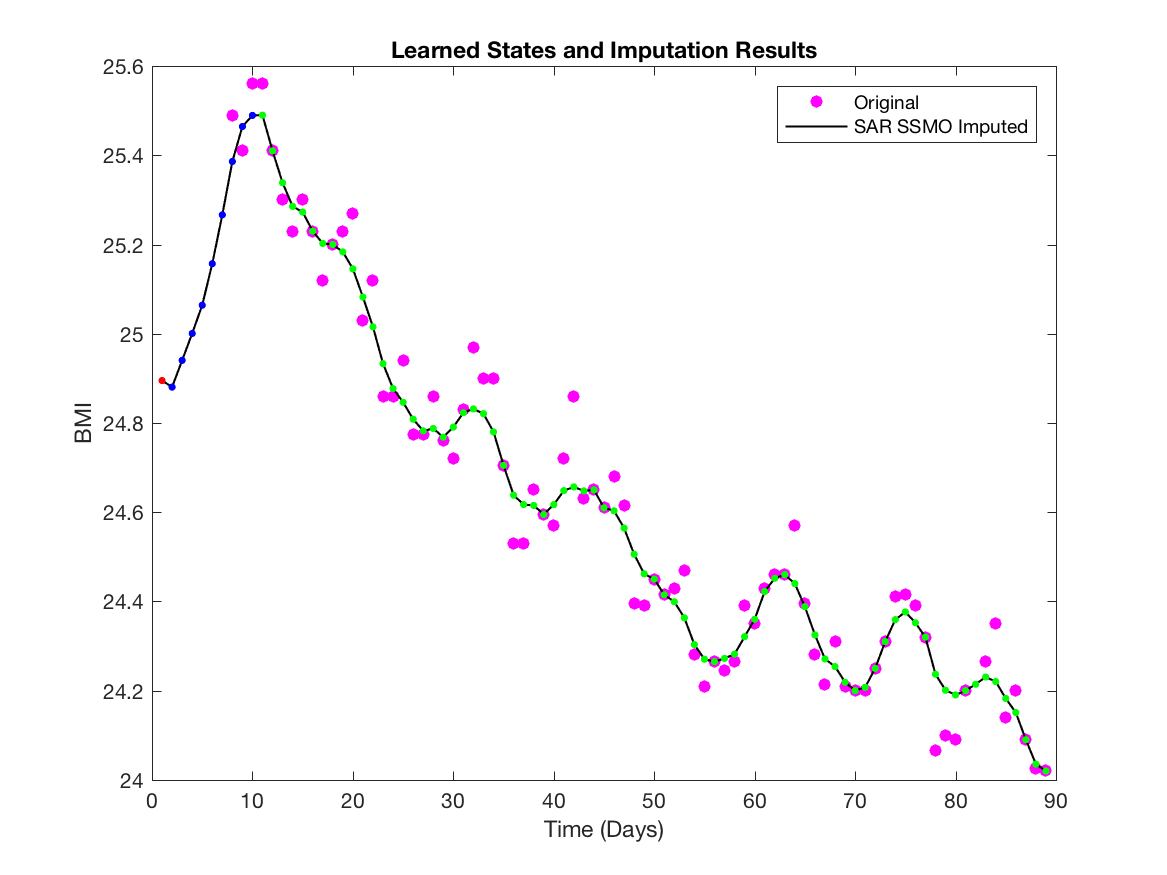 Learned States and Imputation Results
Original
SAR SSMO Imputed
BMI
25.6
25.4
25.2
25
24.8
24.6
24.4
24.2
24
0 10 20 30 40 50 60 70 80 90
Time (Days)